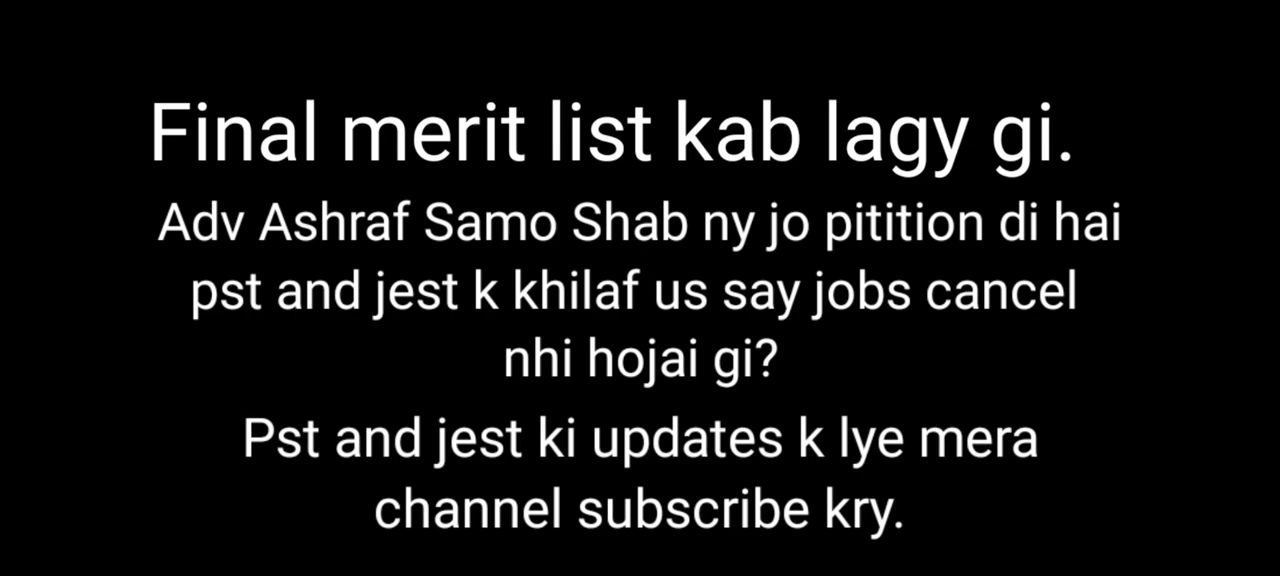 Final merit list kab lagy gi.
Adv Ashraf Samo Shab ny jo pitition di hai
pst and jest k khilaf us say jobs cancel
nhi hojai gi?
Pst and jest ki updates k lye mera
channel subscribe kry.